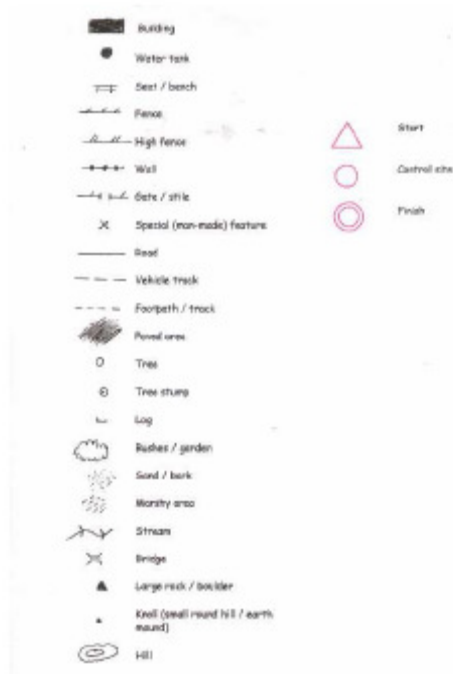 Building
Water tank
Seat / bench
Fence
High fence
Wall
Gate / stile
Special (man-made) feature
Road
Vehicle track
Footpath / track
Paved area
Tree
Tree stump
Log
Bushes / garden
Sand / bark
Marshy area
Stream
Bridge
Large rock / boulder
Knoll (small round hill / earth
mound)
Hill
Start
Control site
Finish